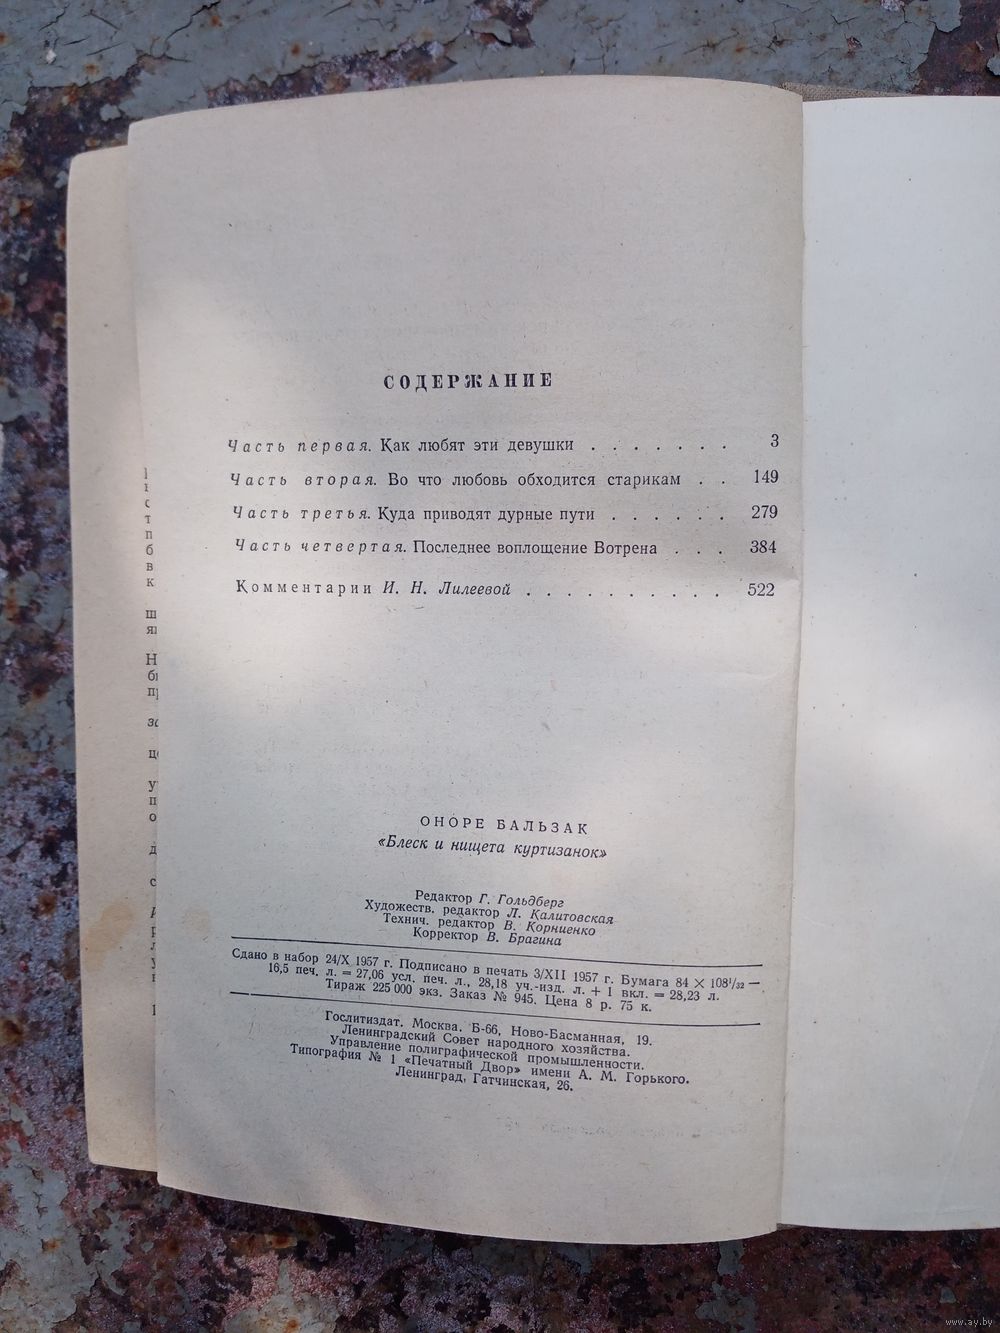 СОДЕРЖАНИЕ
Часть первая. Как любят эти девушки . . . . . . . 3
Часть вторая. Во что любовь обходится старикам . . 149
Часть третья. Куда приводят дурные пути . . . . . . 279
Часть четвертая. Последнее воплощение Вотрена . . . 384
Комментарии И. Н. Лилеевой . . . . . . . . . . 522
ОНОРЕ БАЛЬЗАК
«Блеск и нищета куртизанок»
Редактор Г. Гольдберг
Художеств. редактор Л. Калитовская
Технич. редактор В. Корниенко
Корректор В. Брагина
Сдано в набор 24/X 1957 г. Подписано в печать 3/XII 1957 г. Бумага 84 × 108¹/₃₂ —
16,5 печ. л. = 27,06 усл. печ. л., 28,18 уч.-изд. л. + 1 вкл. = 28,23 л.
Тираж 225 000 экз. Заказ № 945. Цена 8 р. 75 к.
Гослитиздат. Москва, Б-66, Ново-Басманная, 19.
Ленинградский Совет народного хозяйства.
Управление полиграфической промышленности.
Типография № 1 «Печатный Двор» имени А. М. Горького.
Ленинград, Гатчинская, 26.
www.ay.by